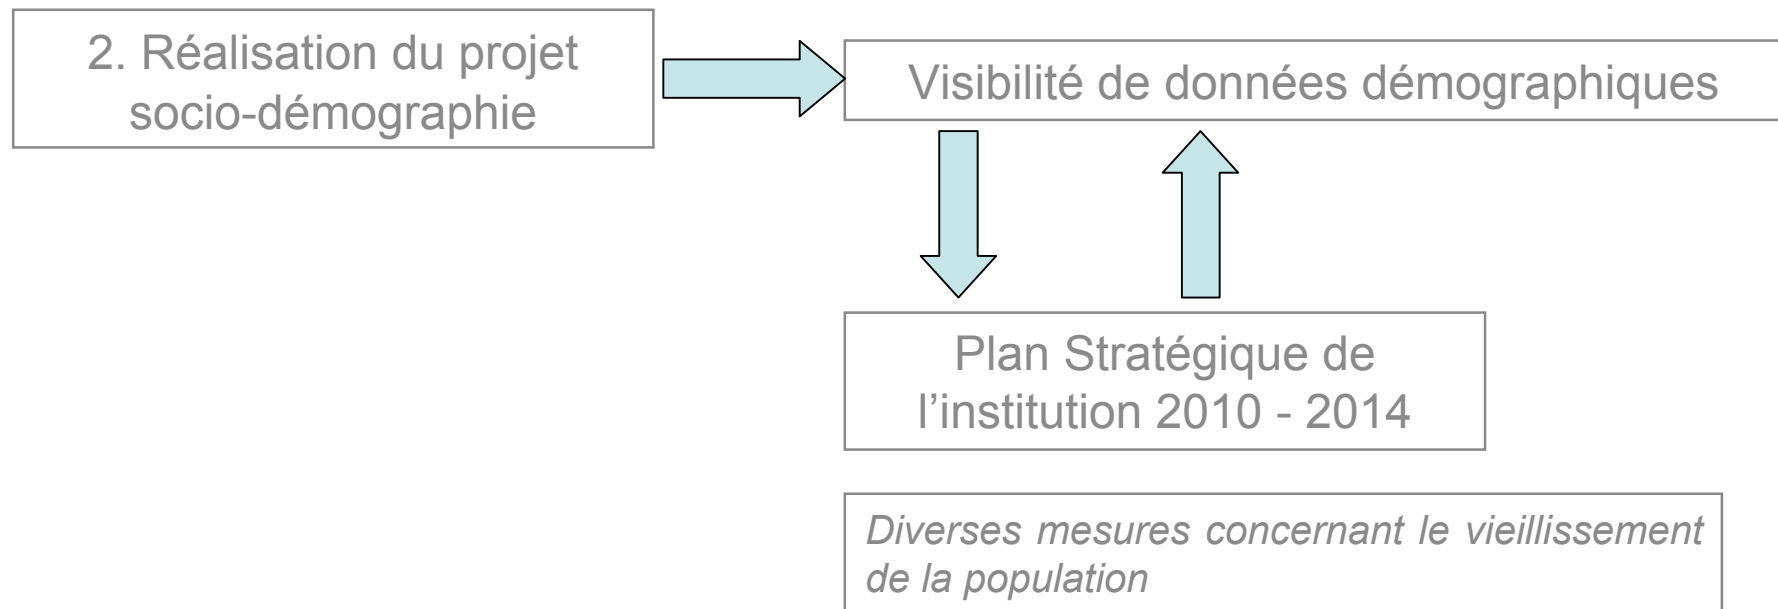 2. Réalisation du projet
socio-démographie
Visibilité de données démographiques
Plan Stratégique de
l’institution 2010 - 2014
Diverses mesures concernant le vieillissement
de la population